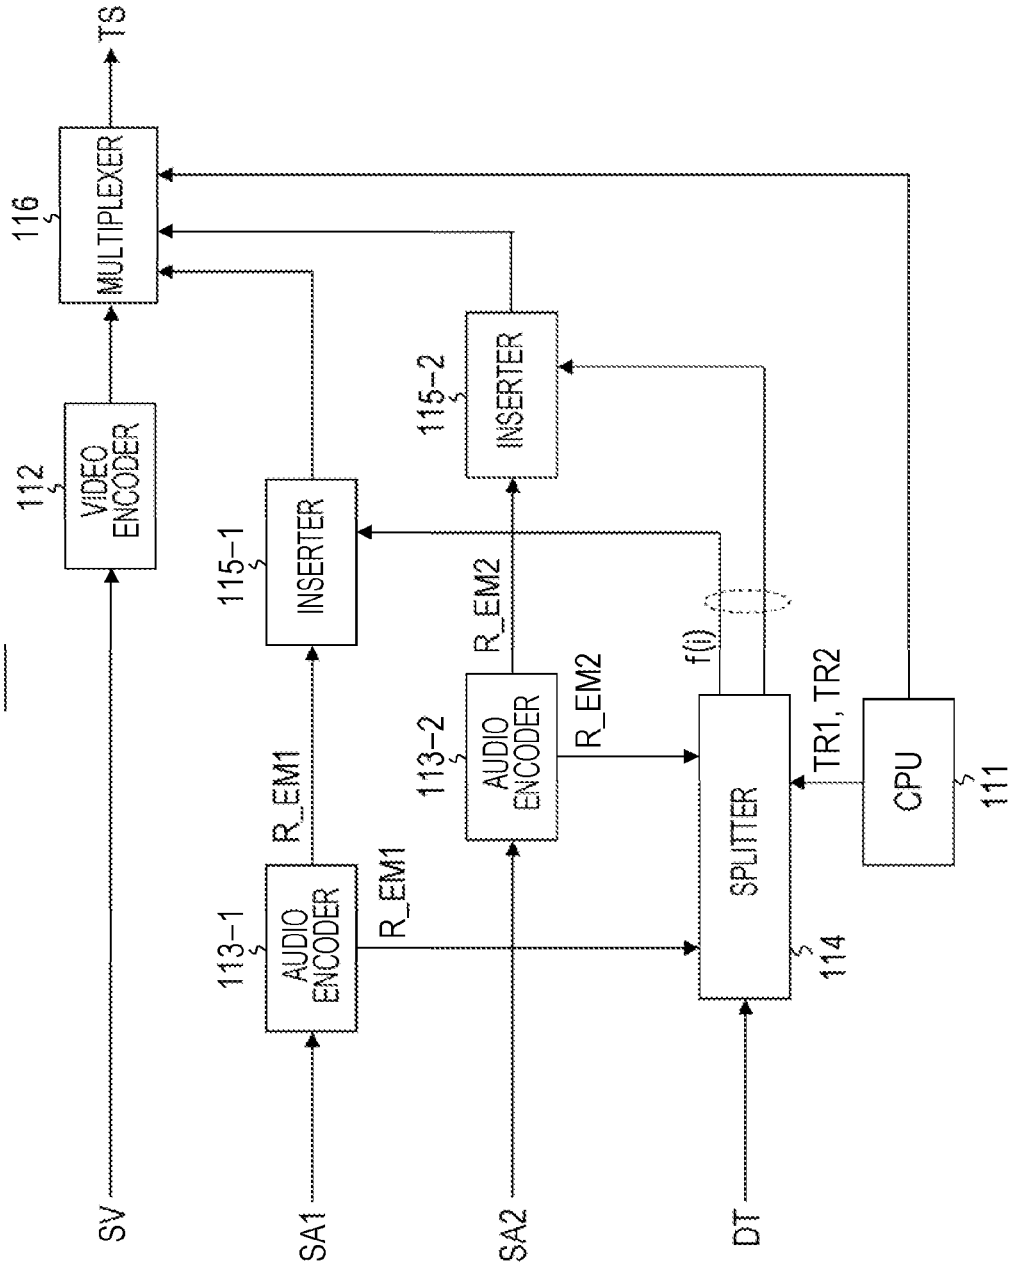 SV
112
VIDEO
ENCODER
116
MULTIPLEXER
TS
SA1
113-1
AUDIO
ENCODER
R_EM1
R_EM1
115-1
INSERTER
SA2
113-2
AUDIO
ENCODER
R_EM2
R_EM2
115-2
INSERTER
DT
SPLITTER
114
f(i)
TR1, TR2
CPU
111